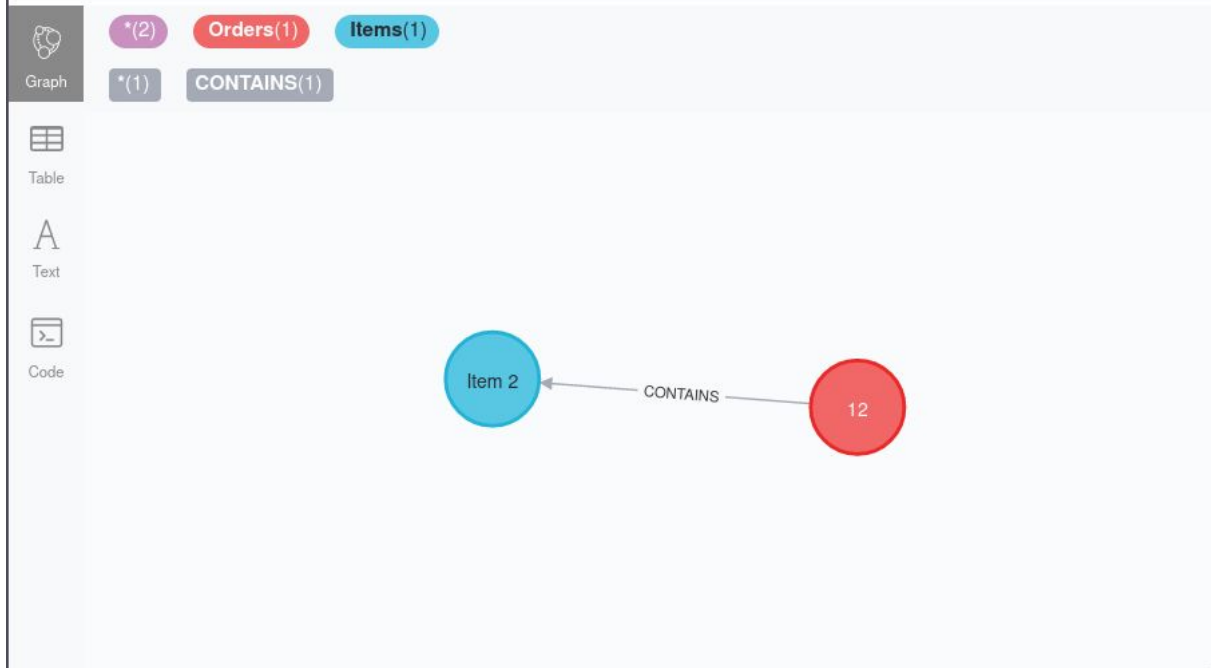 *(2) Orders(1) Items(1)
*(1) CONTAINS(1)
Graph
Table
A
Text
>_
Code
Item 2
CONTAINS
12